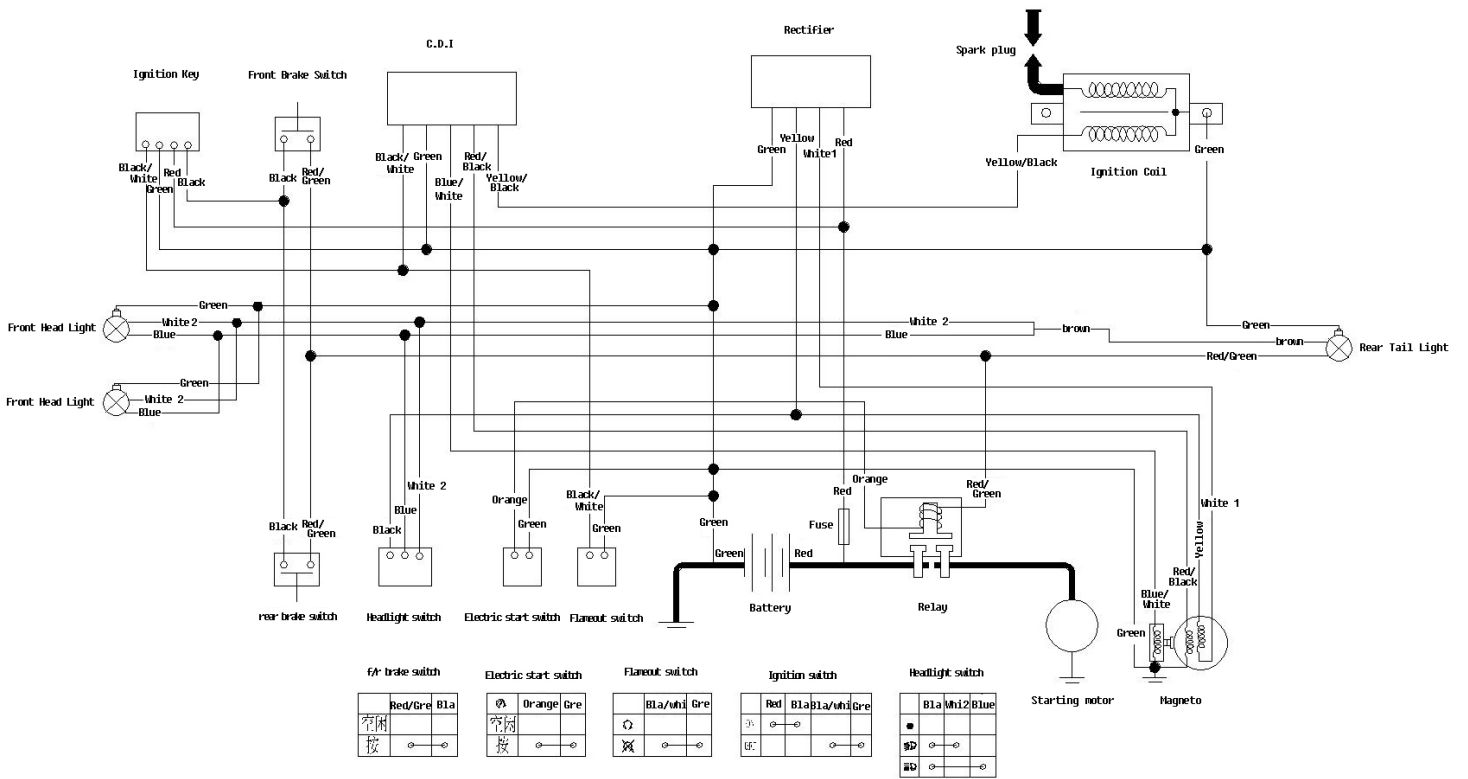 Rectifier
C.D.I
Spark plug
Ignition Key
Front Brake Switch
Black/
White
Green
Red
Black
Black
Red/
Green
Black/
White
Green
Blue/
White
Red/
Black
Yellow/
Black
Green
Yellow
White1
Red
Yellow/Black
Green
Ignition Coil
Green
Front Head Light
White 2
Blue
White 2
Blue
brown
Green
brown
Red/Green
Rear Tail Light
Green
Front Head Light
White 2
Blue
White 2
Black
Red/
Green
Black
Blue
Orange
Green
Black/
White
Green
Green
Green
Red
Red
Fuse
Orange
Red/
Green
White 1
Yellow
Red/
Black
Blue/
White
Green
rear brake switch
Headlight switch
Electric start switch
Flameout switch
Battery
Relay
Starting motor
Magneto
f/r brake switch
Red/Gre Bla
空闲
按
Electric start switch
Orange Gre
空闲
按
Flameout switch
Bla/whi Gre
Ignition switch
Red Bla Bla/whi Gre
Headlight switch
Bla Whi2 Blue